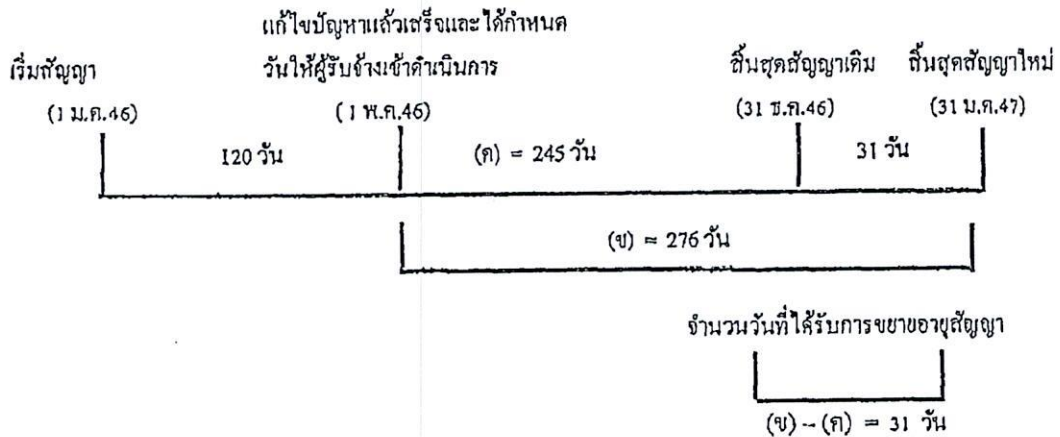 แก้ไขปัญหาแล้วเสร็จและได้กำหนด
เริ่มสัญญา วันให้ผู้รับจ้างเข้าดำเนินการ สิ้นสุดสัญญาเดิม สิ้นสุดสัญญาใหม่
(1 ม.ค.46) (1 พ.ค.46) (31 ธ.ค.46) (31 ม.ค.47)
120 วัน (ค) = 245 วัน 31 วัน
(ข) = 276 วัน
จำนวนวันที่ได้รับการขยายอายุสัญญา
(ข) - (ค) = 31 วัน